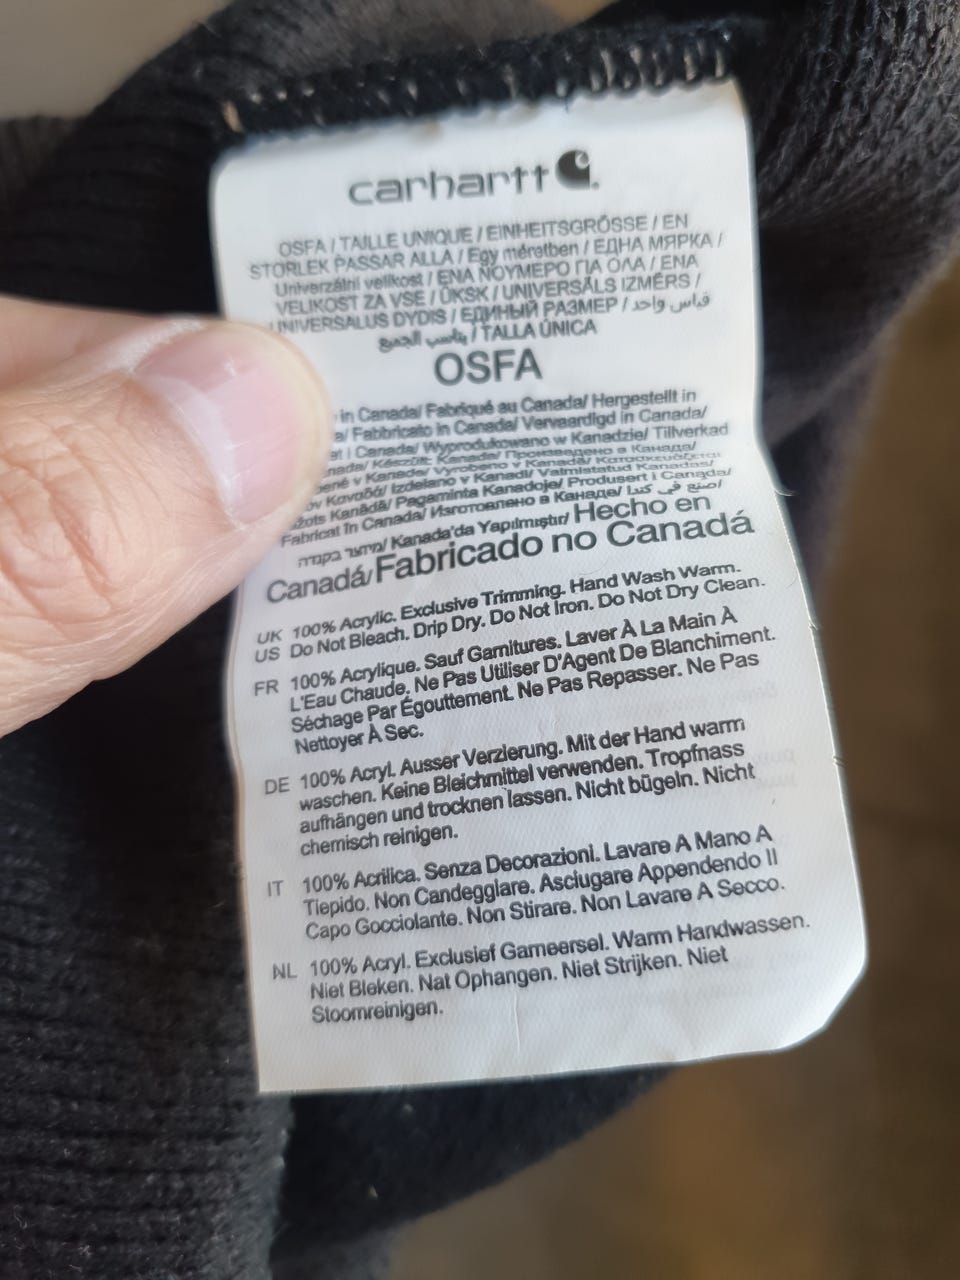 carhartt
OSFA / TAILLE UNIQUE / EINHEITSGRÖSSE / EN
STORLEK PASSAR ALLA / Egy méretben / ЕДНА МЯРКА /
Univerzální velikost / ΕΝΑ ΝΟΥΜΕΡΟ ΓΙΑ ΟΛΑ / ENA
VELIKOST ZA VSE / ÜKSK / UNIVERSĀLS IZMĒRS /
UNIVERSALUS DYDIS / ЕДИНЫЙ РАЗМЕР / قياس واحد
يناسب الجميع / TALLA ÚNICA
OSFA
in Canada/ Fabriqué au Canada/ Hergestellt in
Fabbricato in Canada/ Vervaardigd in Canada/
i Canada/ Wyprodukowano w Kanadzie/ Tillverkad
Készült: Kanada/ Произведено в Канада/
v Kanadě/ Vyrobeno v Kanadě/ Valmistatud Kanadas/
Καναδά/ Izdelano v Kanadi/
Kanādā/ Pagaminta Kanadoje/ Produsert i Canada/
Fabricat în Canada/ Изготовлено в Канаде/ صنع في كندا/
מיוצר בקנדה/ Kanada'da Yapılmıştır/ Hecho en
Canadá/ Fabricado no Canadá
UK 100% Acrylic. Exclusive Trimming. Hand Wash Warm.
US Do Not Bleach. Drip Dry. Do Not Iron. Do Not Dry Clean.
FR 100% Acrylique. Sauf Garnitures. Laver À La Main À
L'Eau Chaude. Ne Pas Utiliser D'Agent De Blanchiment.
Séchage Par Égouttement. Ne Pas Repasser. Ne Pas
Nettoyer À Sec.
DE 100% Acryl. Ausser Verzierung. Mit der Hand warm
waschen. Keine Bleichmittel verwenden. Tropfnass
aufhängen und trocknen lassen. Nicht bügeln. Nicht
chemisch reinigen.
IT 100% Acrilica. Senza Decorazioni. Lavare A Mano A
Tiepido. Non Candeggiare. Asciugare Appendendo Il
Capo Gocciolante. Non Stirare. Non Lavare A Secco.
NL 100% Acryl. Exclusief Garneersel. Warm Handwassen.
Niet Bleken. Nat Ophangen. Niet Strijken. Niet
Stoomreinigen.